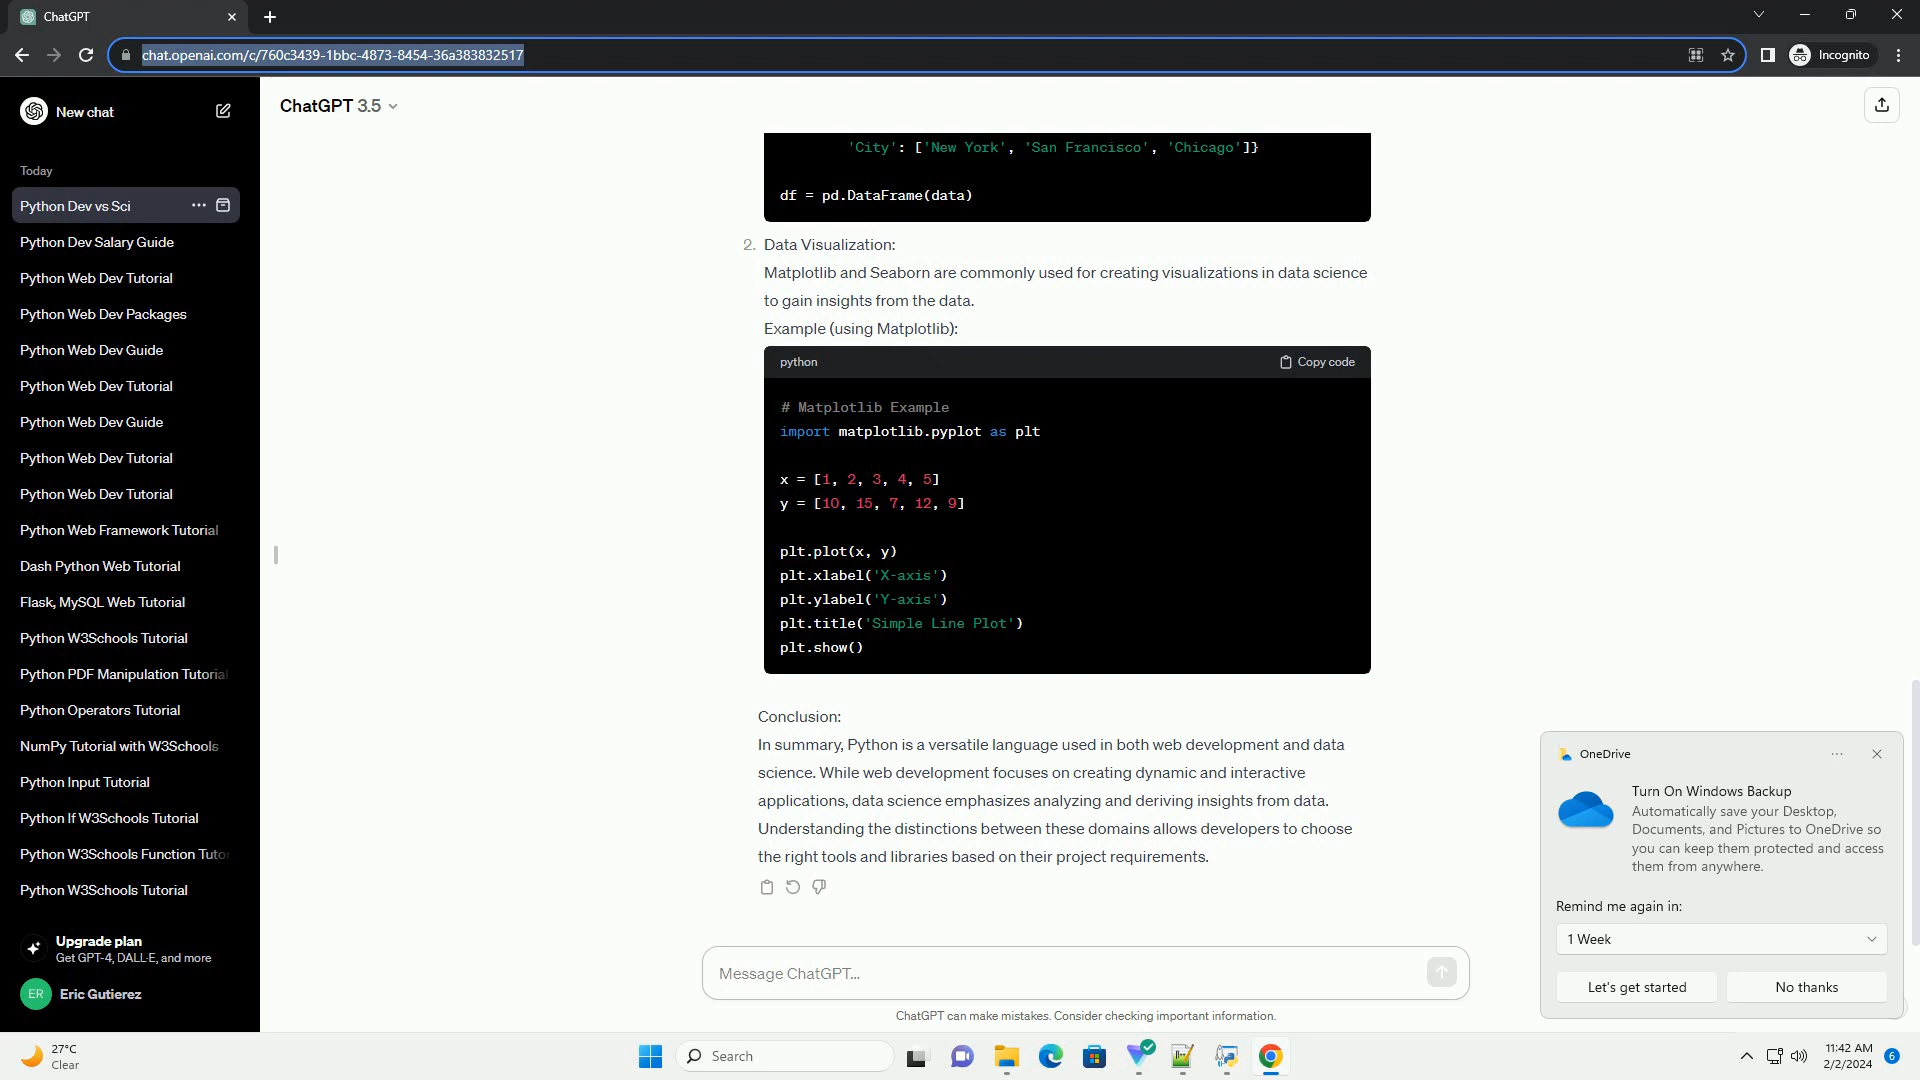 ChatGPT
chat.openai.com/c/760c3439-1bbc-4873-8454-36a383832517
Incognito
New chat
Today
Python Dev vs Sci
Python Dev Salary Guide
Python Web Dev Tutorial
Python Web Dev Packages
Python Web Dev Guide
Python Web Dev Tutorial
Python Web Dev Guide
Python Web Dev Tutorial
Python Web Dev Tutorial
Python Web Framework Tutorial
Dash Python Web Tutorial
Flask, MySQL Web Tutorial
Python W3Schools Tutorial
Python PDF Manipulation Tutorial
Python Operators Tutorial
NumPy Tutorial with W3Schools
Python Input Tutorial
Python If W3Schools Tutorial
Python W3Schools Function Tutor
Python W3Schools Tutorial
Upgrade plan
Get GPT-4, DALL·E, and more
ER
Eric Gutierez
ChatGPT 3.5
'City': ['New York', 'San Francisco', 'Chicago']}
df = pd.DataFrame(data)
2. Data Visualization:
Matplotlib and Seaborn are commonly used for creating visualizations in data science
to gain insights from the data.
Example (using Matplotlib):
python
Copy code
# Matplotlib Example
import matplotlib.pyplot as plt
x = [1, 2, 3, 4, 5]
y = [10, 15, 7, 12, 9]
plt.plot(x, y)
plt.xlabel('X-axis')
plt.ylabel('Y-axis')
plt.title('Simple Line Plot')
plt.show()
Conclusion:
In summary, Python is a versatile language used in both web development and data
science. While web development focuses on creating dynamic and interactive
applications, data science emphasizes analyzing and deriving insights from data.
Understanding the distinctions between these domains allows developers to choose
the right tools and libraries based on their project requirements.
Message ChatGPT...
ChatGPT can make mistakes. Consider checking important information.
OneDrive
Turn On Windows Backup
Automatically save your Desktop,
Documents, and Pictures to OneDrive so
you can keep them protected and access
them from anywhere.
Remind me again in:
1 Week
Let's get started
No thanks
27°C
Clear
Search
11:42 AM
2/2/2024
6